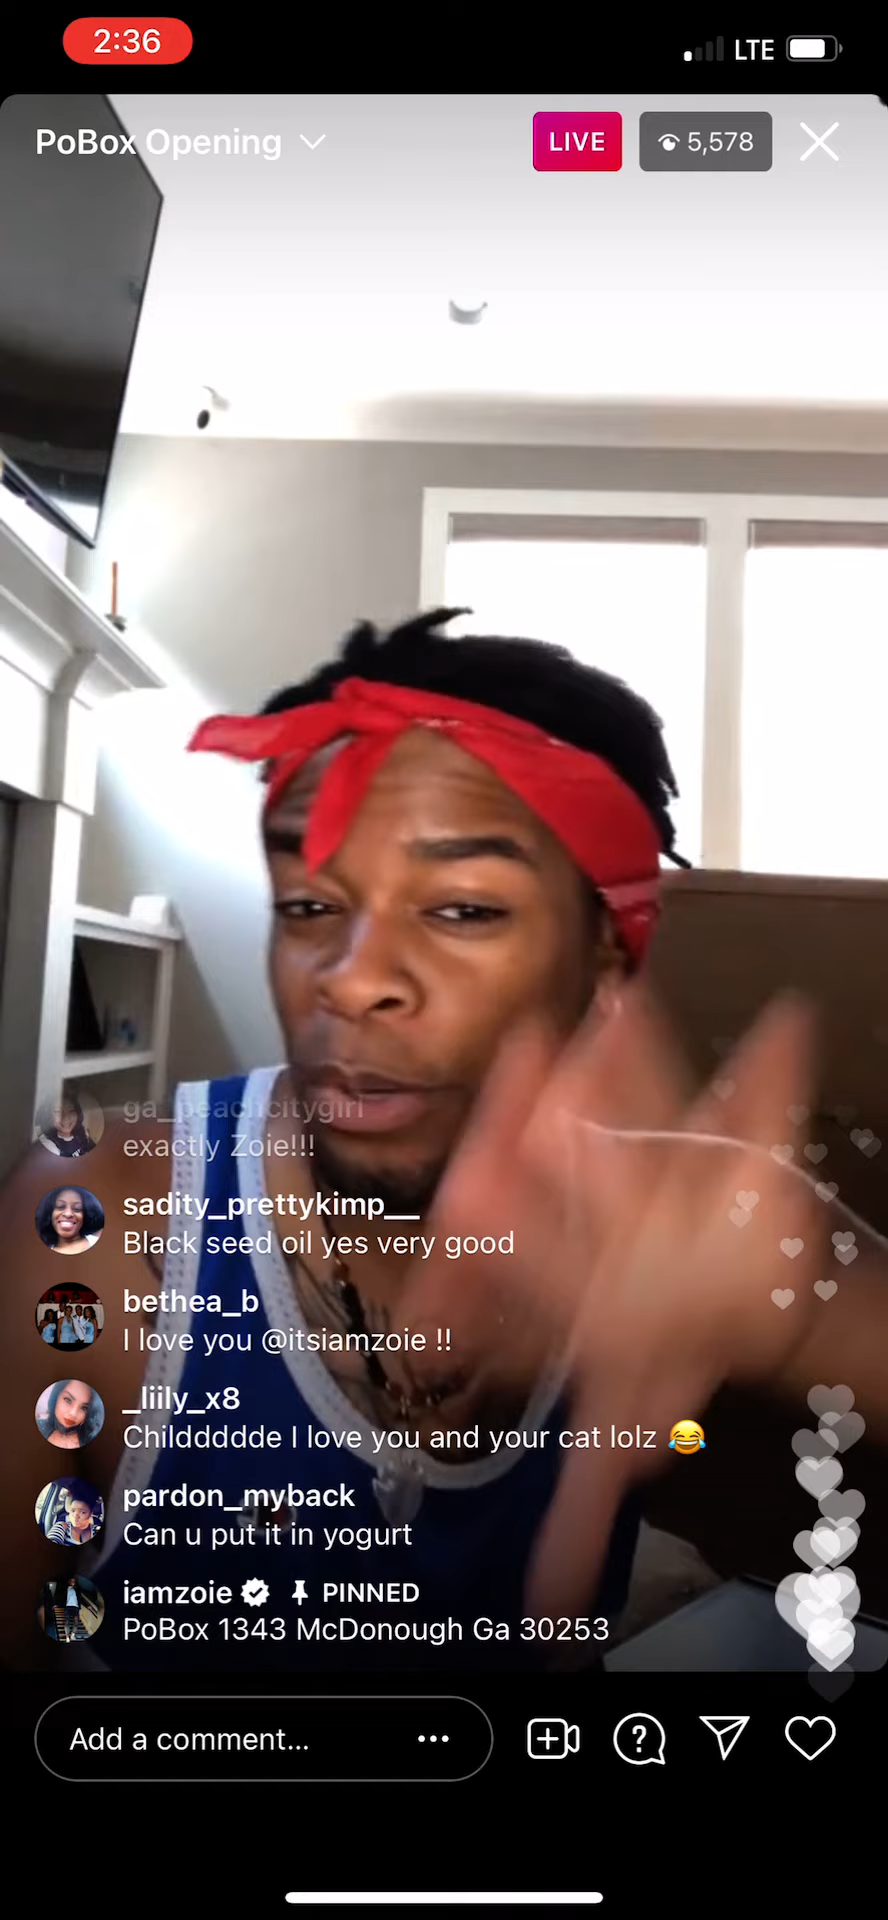 2:36
LTE
PoBox Opening
LIVE
5,578
ga_peachcitygirl
exactly Zoie!!!
sadity_prettykimp__
Black seed oil yes very good
bethea_b
I love you @itsiamzoie !!
_liily_x8
Childdddde I love you and your cat lolz 😂
pardon_myback
Can u put it in yogurt
iamzoie PINNED
PoBox 1343 McDonough Ga 30253
Add a comment...